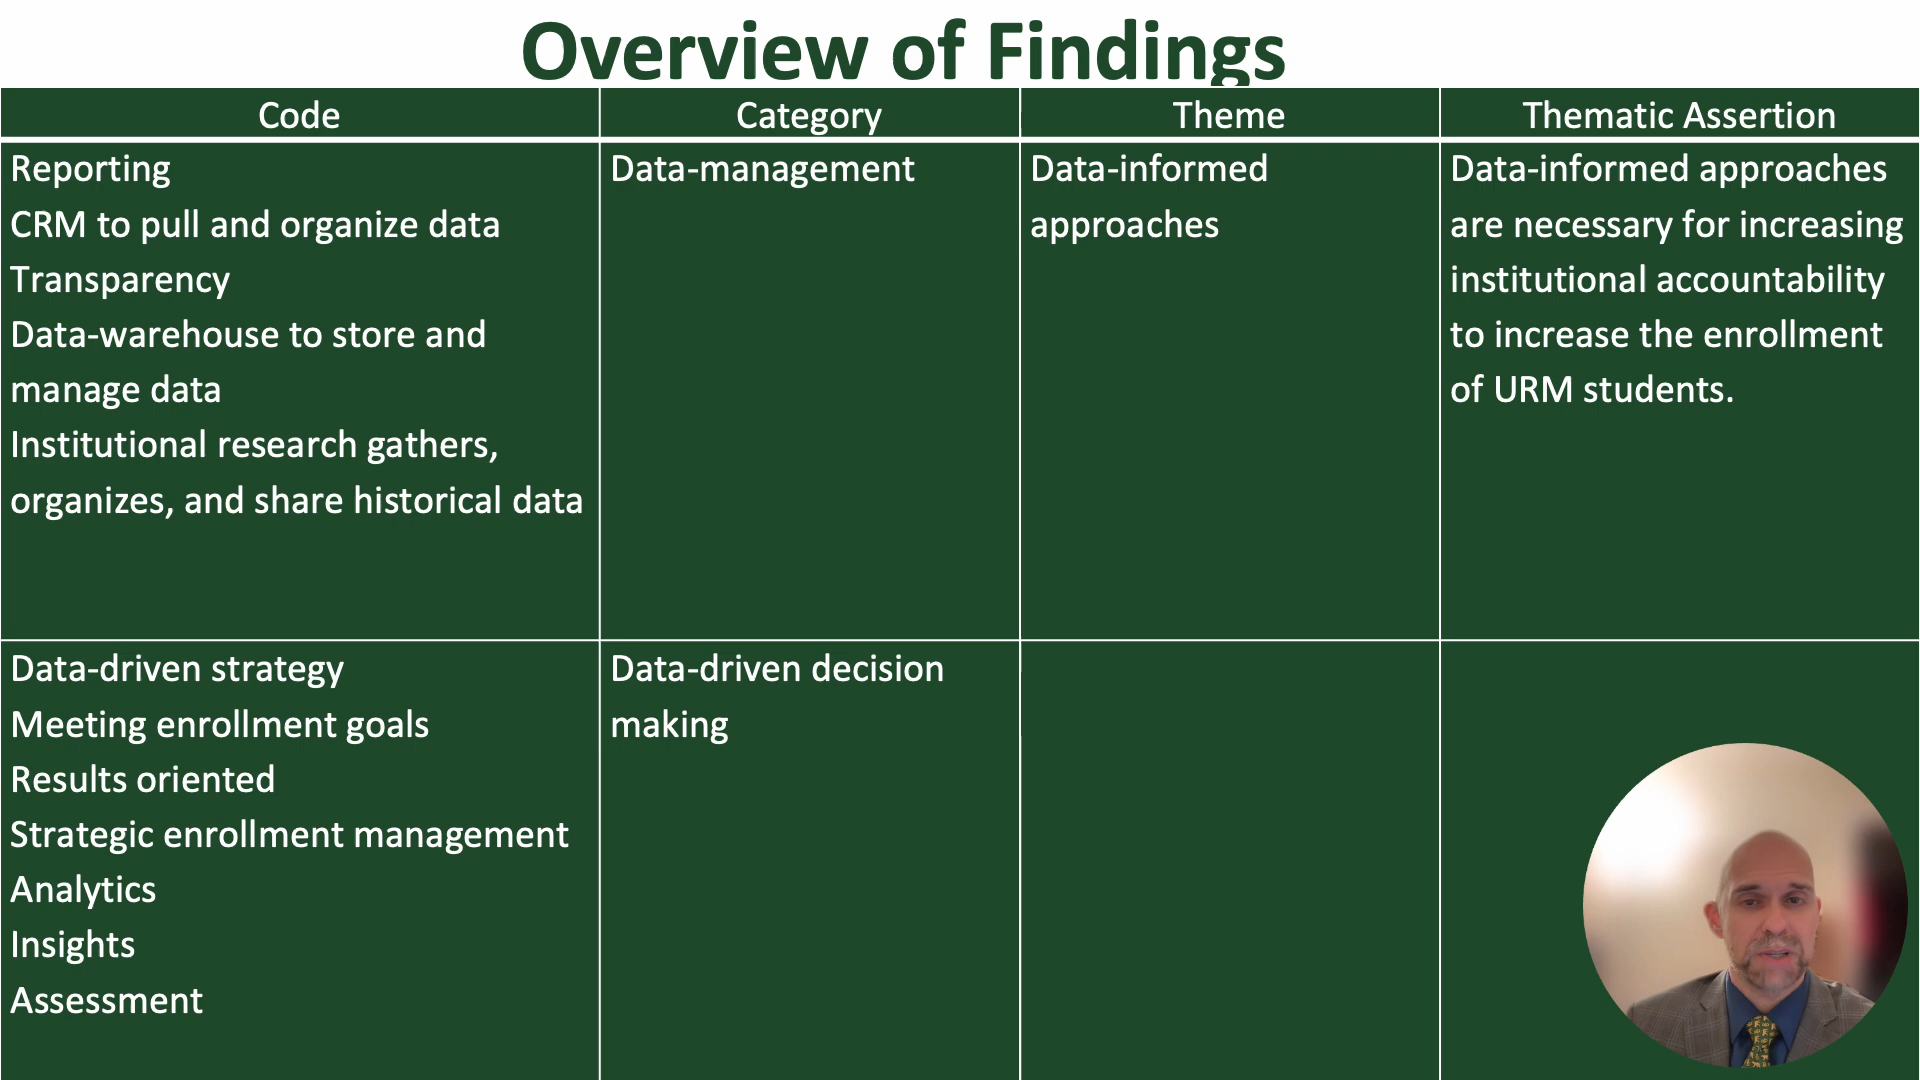 Overview of Findings
Code
Category
Theme
Thematic Assertion
Reporting
CRM to pull and organize data
Transparency
Data-warehouse to store and
manage data
Institutional research gathers,
organizes, and share historical data
Data-management
Data-informed
approaches
Data-informed approaches
are necessary for increasing
institutional accountability
to increase the enrollment
of URM students.
Data-driven strategy
Meeting enrollment goals
Results oriented
Strategic enrollment management
Analytics
Insights
Assessment
Data-driven decision
making